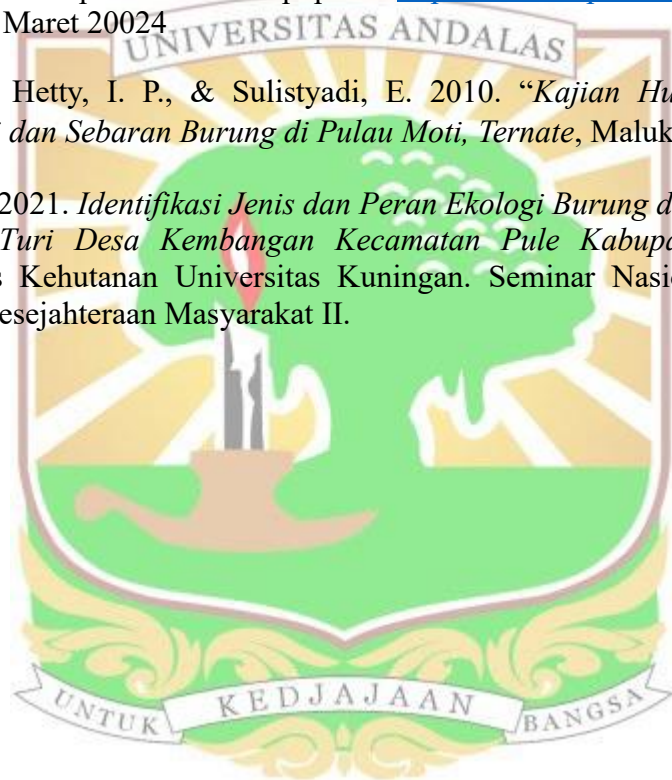 Maret 20024
UNIVERSITAS ANDALAS
Hetty, I. P., & Sulistyadi, E. 2010. “Kajian Hu
dan Sebaran Burung di Pulau Moti, Ternate, Maluk
2021. Identifikasi Jenis dan Peran Ekologi Burung d
Turi Desa Kembangan Kecamatan Pule Kabupa
s Kehutanan Universitas Kuningan. Seminar Nasi
esejahteraan Masyarakat II.
UNTUK KEDJAJAAN BANGSA